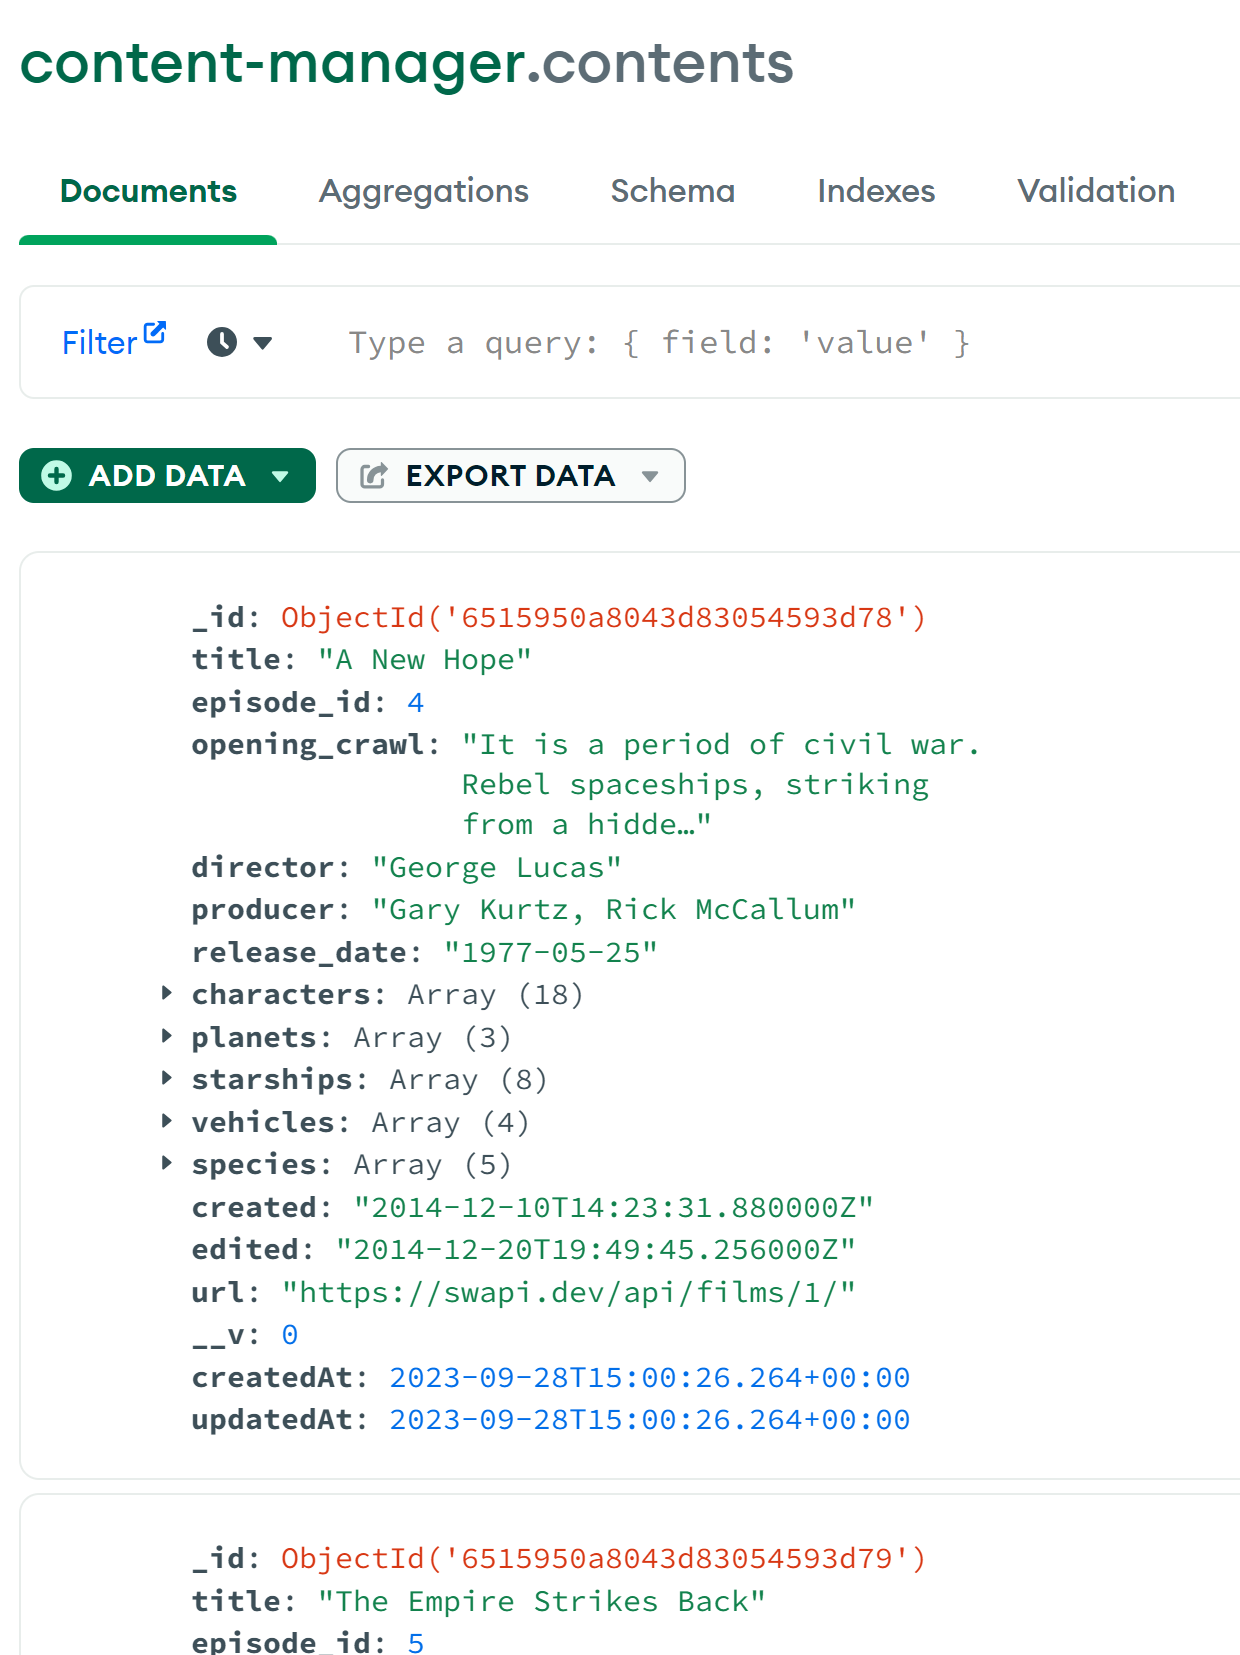 content-manager.contents
Documents Aggregations Schema Indexes Validation
Filter Type a query: { field: 'value' }
ADD DATA EXPORT DATA
_id: ObjectId('6515950a8043d83054593d78')
title: "A New Hope"
episode_id: 4
opening_crawl: "It is a period of civil war.
Rebel spaceships, striking
from a hidde…"
director: "George Lucas"
producer: "Gary Kurtz, Rick McCallum"
release_date: "1977-05-25"
characters: Array (18)
planets: Array (3)
starships: Array (8)
vehicles: Array (4)
species: Array (5)
created: "2014-12-10T14:23:31.880000Z"
edited: "2014-12-20T19:49:45.256000Z"
url: "https://swapi.dev/api/films/1/"
__v: 0
createdAt: 2023-09-28T15:00:26.264+00:00
updatedAt: 2023-09-28T15:00:26.264+00:00
_id: ObjectId('6515950a8043d83054593d79')
title: "The Empire Strikes Back"
episode_id: 5